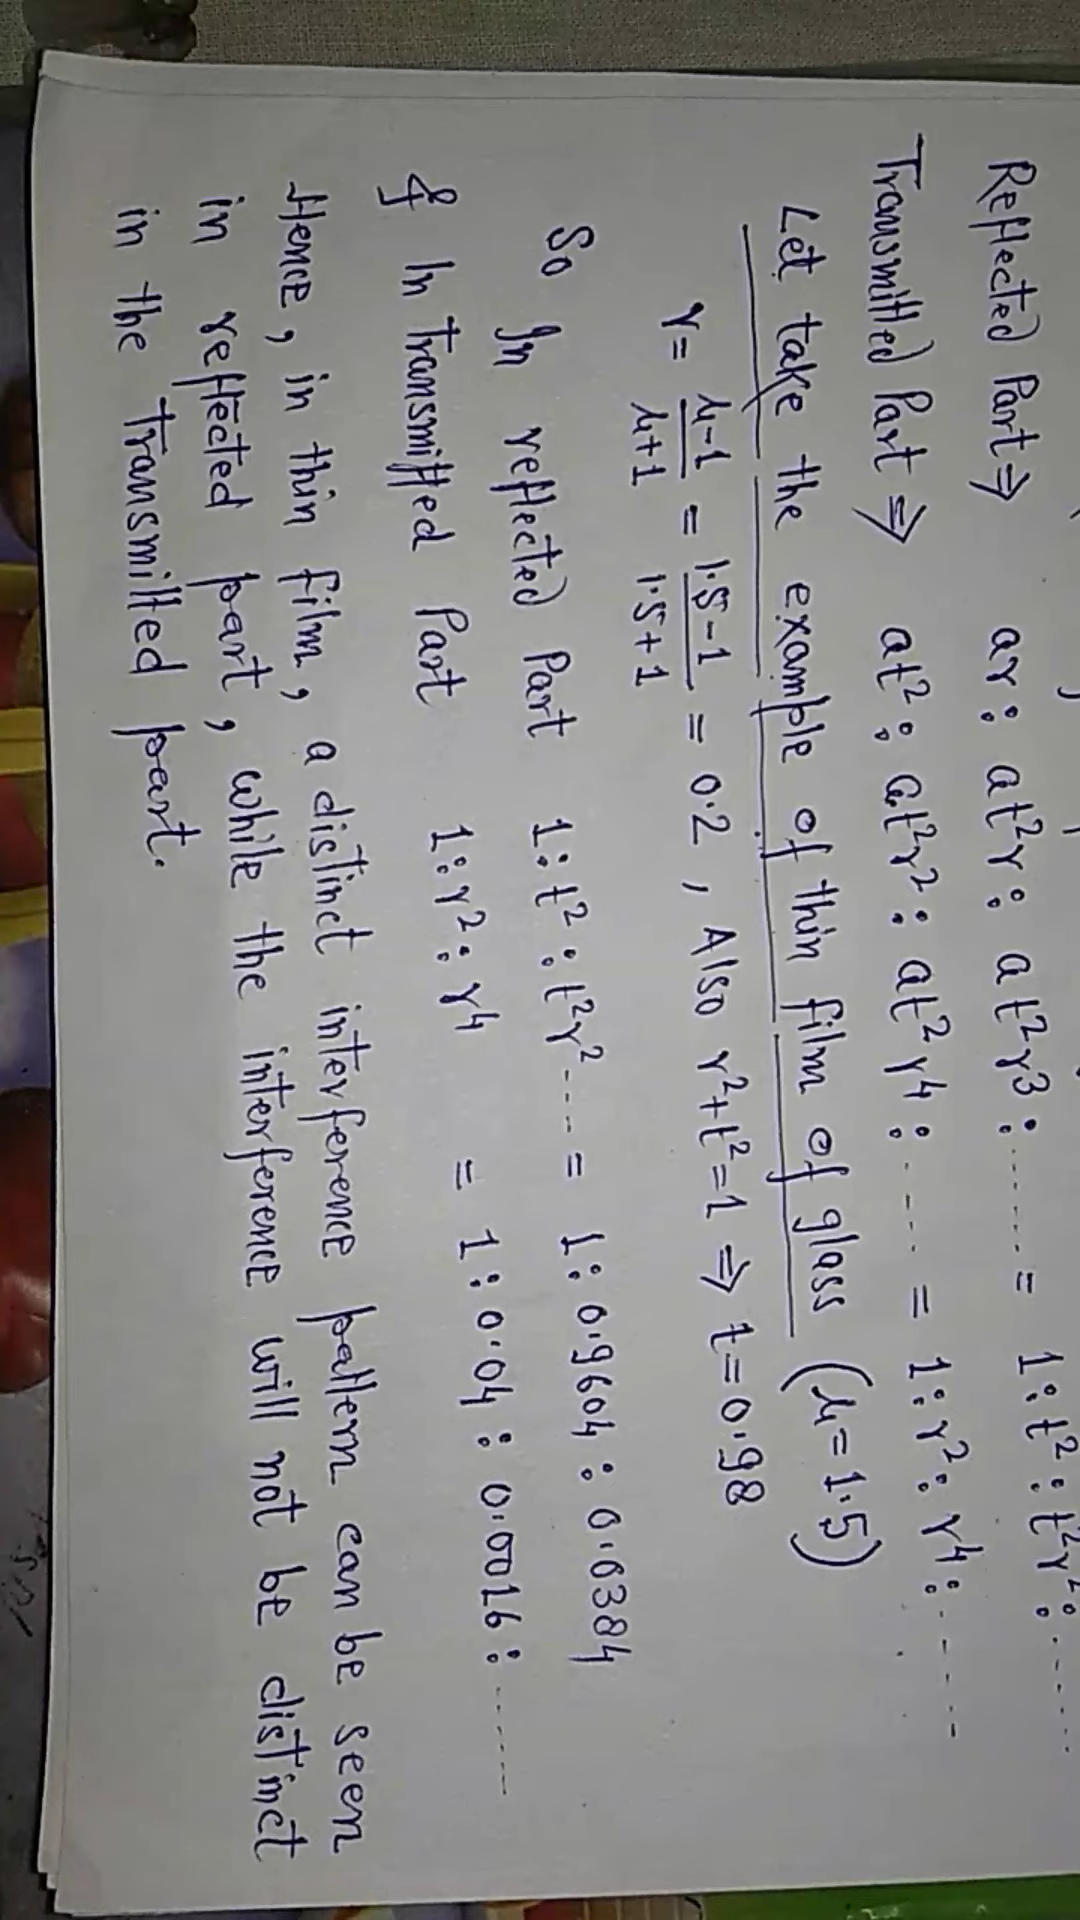 Reflected Part ⇒ ar : at²r : at²r³ : ...... = 1 : t² : t²r² : ......
Transmitted Part ⇒ at² : at²r² : at²r⁴ : ---- = 1 : r² : r⁴ : -----
Let take the example of thin film of glass (μ = 1.5)
r = μ-1/μ+1 = 1.5-1/1.5+1 = 0.2 , Also r²+t²=1 ⇒ t=0.98
So In reflected Part 1 : t² : t²r² ---- = 1 : 0.9604 : 0.0384
& In Transmitted Part 1 : r² : r⁴ = 1 : 0.04 : 0.0016 : ......
Hence, in thin film, a distinct interference pattern can be seen
in reflected part, while the interference will not be distinct
in the transmitted part.